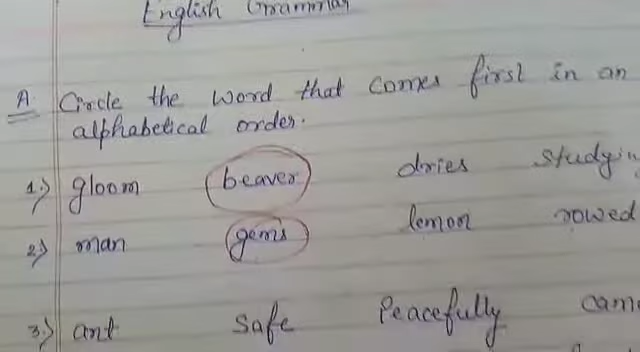 English Grammar
A Circle the word that comes first in an
alphabetical order.
1) gloom beaver dries studying
2) man gems lemon rowed
3) ant safe Peacefully